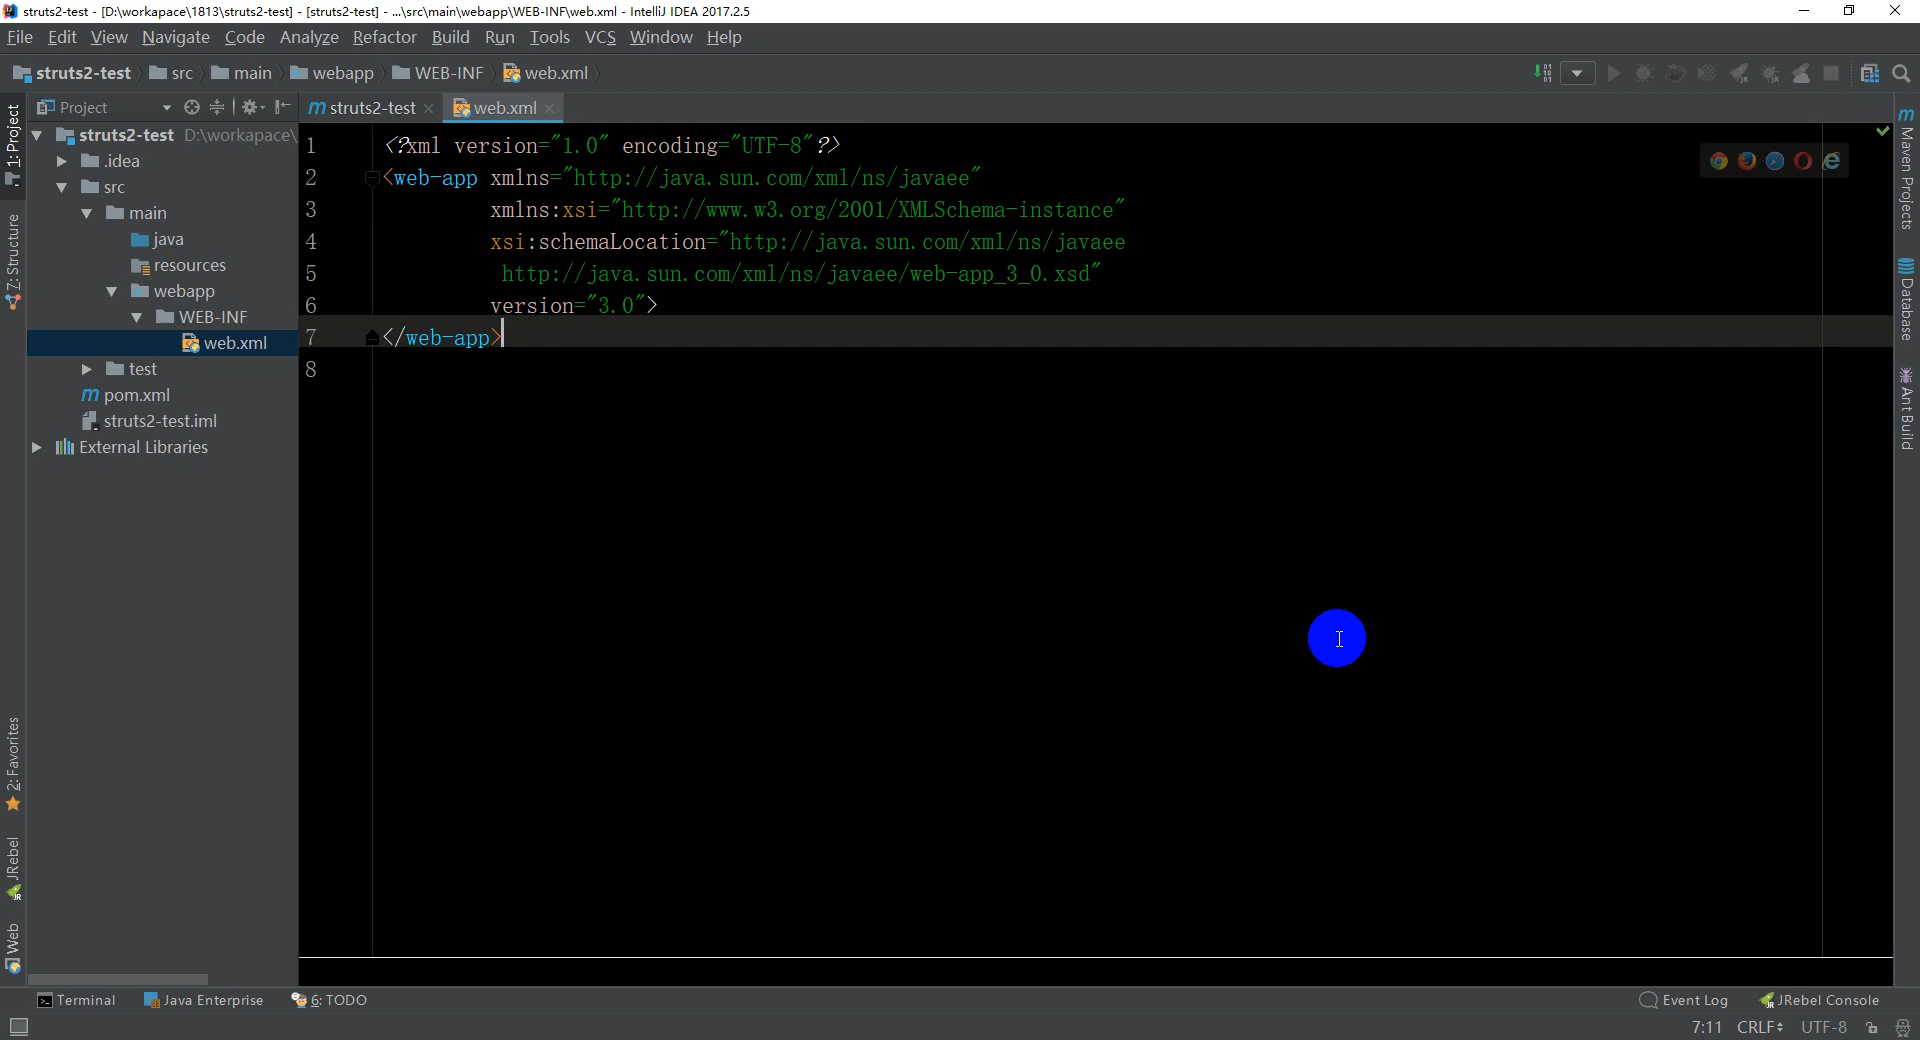 struts2-test - [D:\workapace\1813\struts2-test] - [struts2-test] - ...\src\main\webapp\WEB-INF\web.xml - IntelliJ IDEA 2017.2.5
File Edit View Navigate Code Analyze Refactor Build Run Tools VCS Window Help
struts2-test src main webapp WEB-INF web.xml
Project
struts2-test web.xml
1: Project
7: Structure
2: Favorites
JRebel
Web
struts2-test D:\workapace\
.idea
src
main
java
resources
webapp
WEB-INF
web.xml
test
pom.xml
struts2-test.iml
External Libraries
1 <?xml version="1.0" encoding="UTF-8"?>
2 <web-app xmlns="http://java.sun.com/xml/ns/javaee"
3 xmlns:xsi="http://www.w3.org/2001/XMLSchema-instance"
4 xsi:schemaLocation="http://java.sun.com/xml/ns/javaee
5 http://java.sun.com/xml/ns/javaee/web-app_3_0.xsd"
6 version="3.0">
7 </web-app>
8
Maven Projects
Database
Ant Build
Terminal Java Enterprise 6: TODO Event Log JRebel Console
7:11 CRLF UTF-8